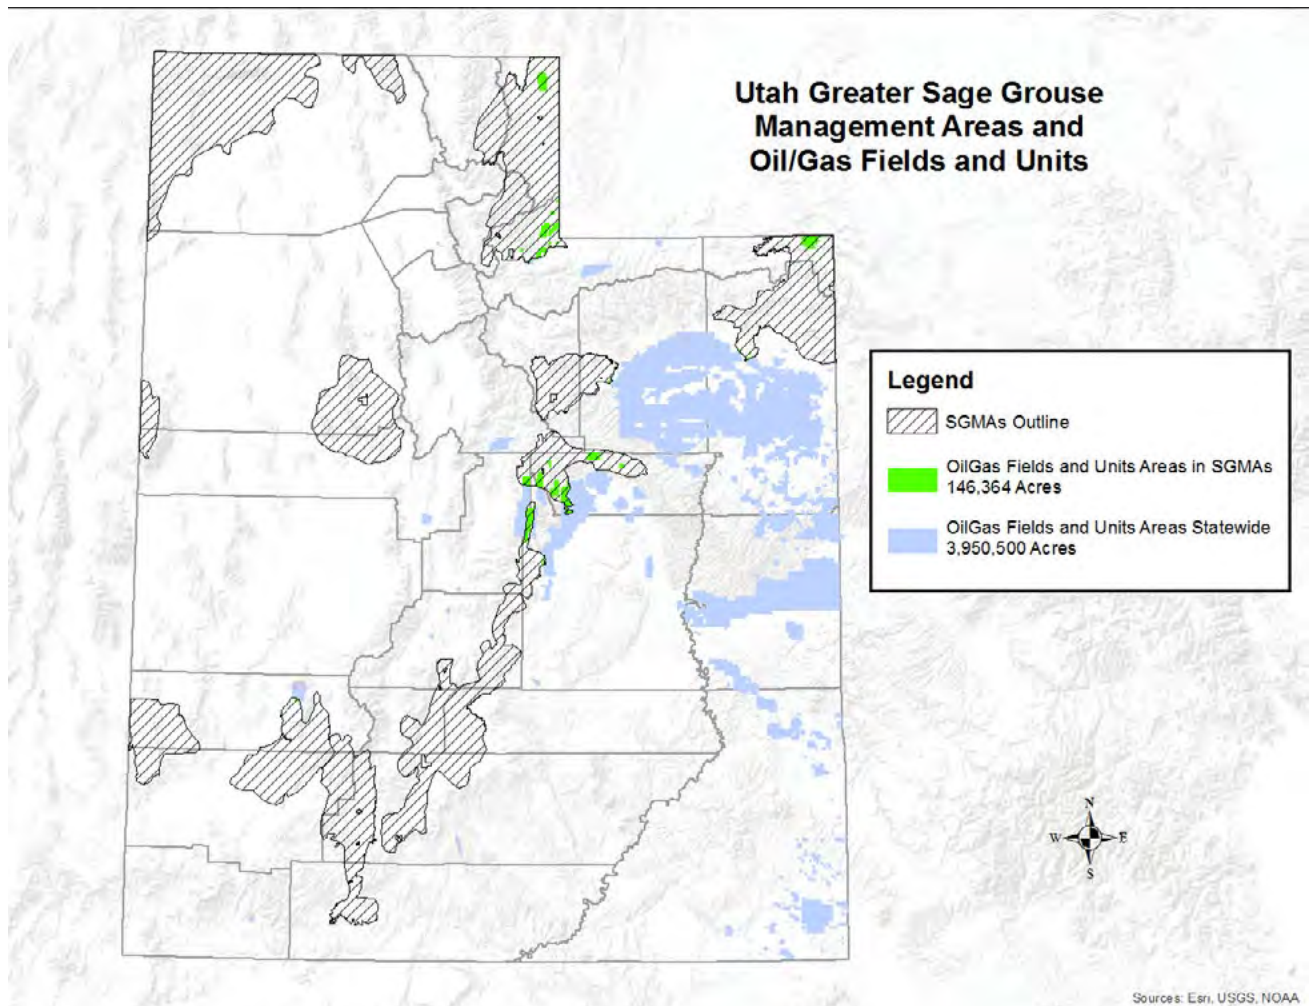 Utah Greater Sage Grouse
Management Areas and
Oil/Gas Fields and Units
Legend
SGMAs Outline
OilGas Fields and Units Areas in SGMAs
146,364 Acres
OilGas Fields and Units Areas Statewide
3,950,500 Acres
N
W
E
S
Sources: Esri, USGS, NOAA